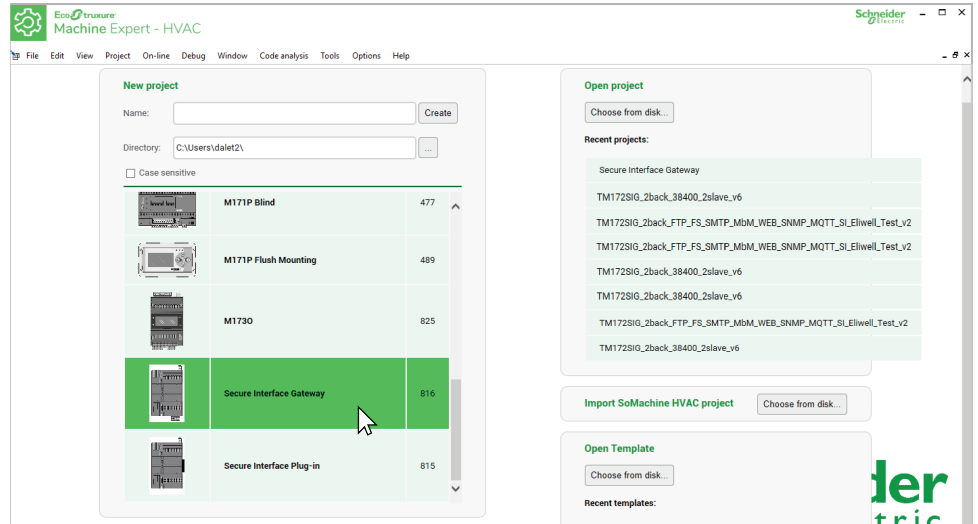 EcoStruxure
Machine Expert - HVAC
Schneider
Electric
File Edit View Project On-line Debug Window Code analysis Tools Options Help
New project
Name:
Create
Directory:
C:\Users\dalet2\
...
Case sensitive
M171P Blind
477
M171P Flush Mounting
489
M173O
825
Secure Interface Gateway
816
Secure Interface Plug-in
815
Open project
Choose from disk...
Recent projects:
Secure Interface Gateway
TM172SIG_2back_38400_2slave_v6
TM172SIG_2back_FTP_FS_SMTP_MbM_WEB_SNMP_MQTT_SI_Eliwell_Test_v2
TM172SIG_2back_FTP_FS_SMTP_MbM_WEB_SNMP_MQTT_SI_Eliwell_Test_v2
TM172SIG_2back_38400_2slave_v6
TM172SIG_2back_38400_2slave_v6
TM172SIG_2back_FTP_FS_SMTP_MbM_WEB_SNMP_MQTT_SI_Eliwell_Test_v2
TM172SIG_2back_38400_2slave_v6
Import SoMachine HVAC project
Choose from disk...
Open Template
Choose from disk...
Recent templates:
der
tric